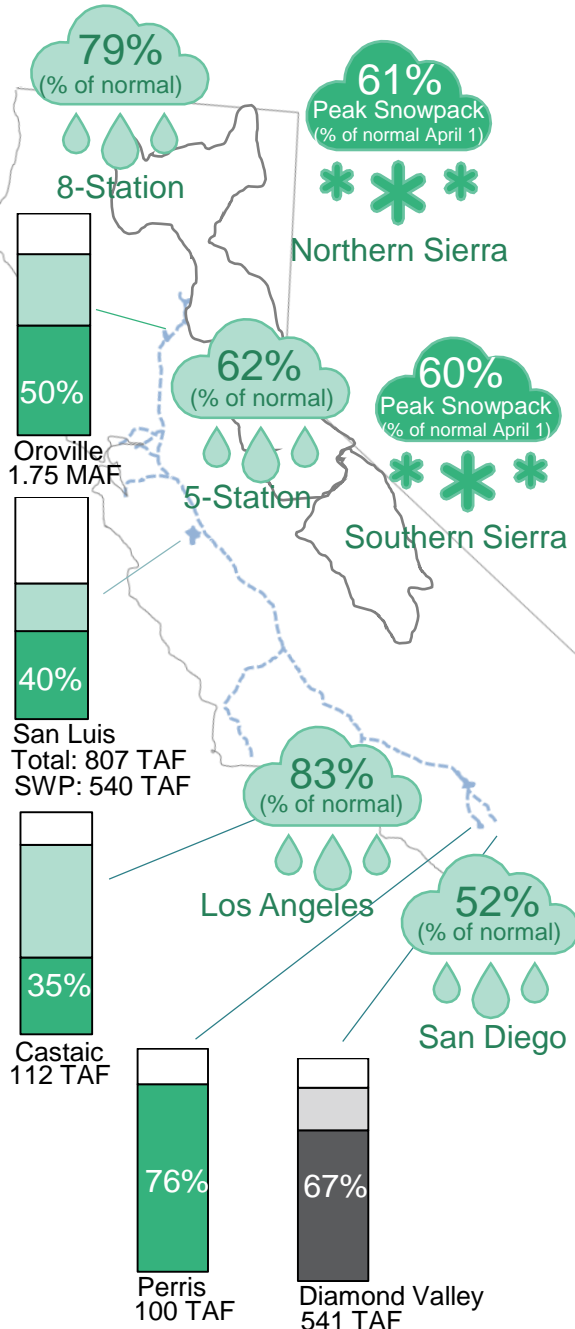 79%
(% of normal)
8-Station
61%
Peak Snowpack
(% of normal April 1)
Northern Sierra
50%
Oroville
1.75 MAF
62%
(% of normal)
5-Station
60%
Peak Snowpack
(% of normal April 1)
Southern Sierra
40%
San Luis
Total: 807 TAF
SWP: 540 TAF
83%
(% of normal)
Los Angeles
52%
(% of normal)
San Diego
35%
Castaic
112 TAF
76%
Perris
100 TAF
67%
Diamond Valley
541 TAF